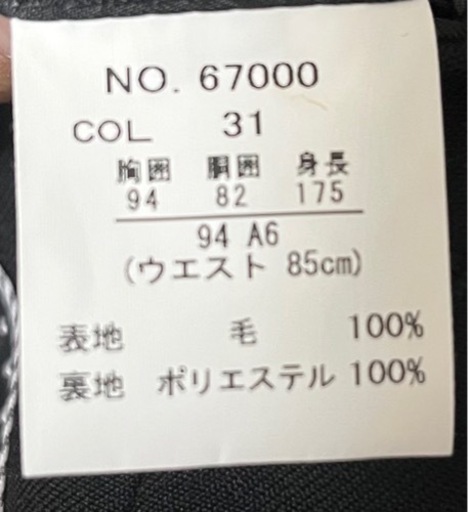 NO. 67000
COL 31
胸囲 胴囲 身長
94 82 175
94 A6
(ウエスト 85cm)
表地 毛 100%
裏地 ポリエステル 100%